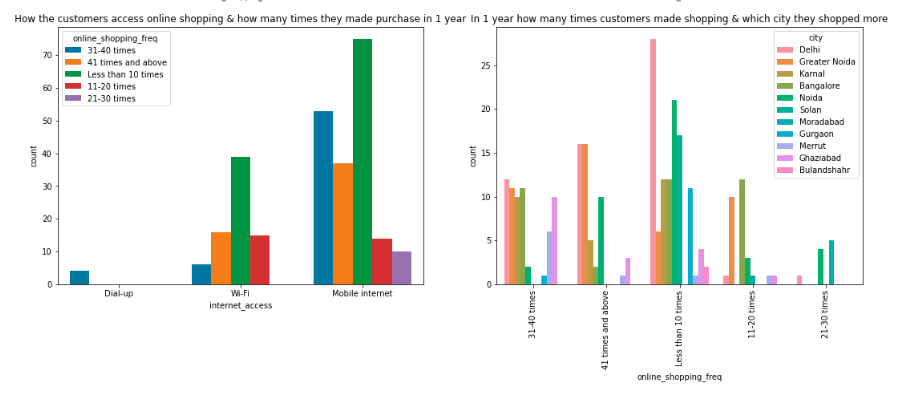 How the customers access online shopping & how many times they made purchase in 1 year
online_shopping_freq
31-40 times
41 times and above
Less than 10 times
11-20 times
21-30 times
70
60
50
40
30
20
10
0
count
Dial-up
Wi-Fi
Mobile internet
internet_access
In 1 year how many times customers made shopping & which city they shopped more
city
Delhi
Greater Noida
Karnal
Bangalore
Noida
Solan
Moradabad
Gurgaon
Merrut
Ghaziabad
Bulandshahr
25
20
15
10
5
0
count
31-40 times
41 times and above
Less than 10 times
11-20 times
21-30 times
online_shopping_freq